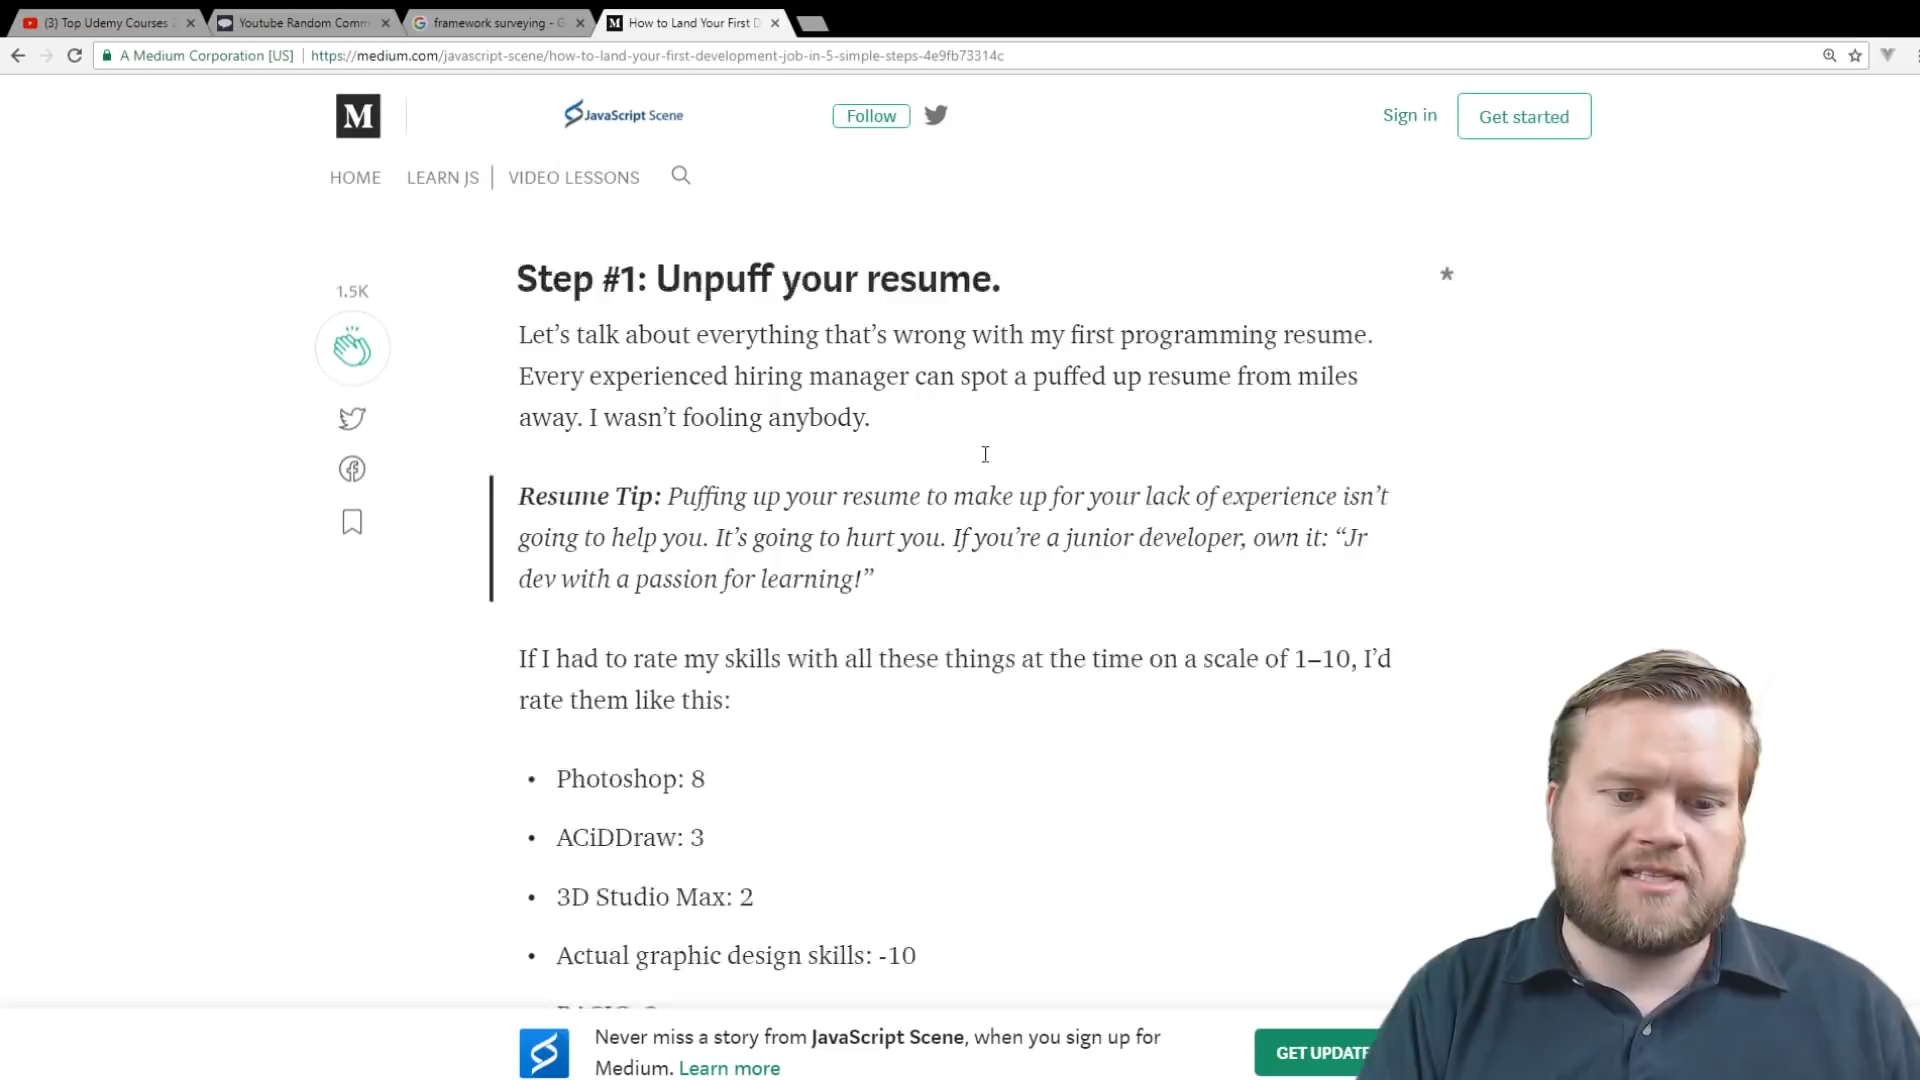 (3) Top Udemy Courses
Youtube Random Comm
framework surveying - G
How to Land Your First D
A Medium Corporation [US]
https://medium.com/javascript-scene/how-to-land-your-first-development-job-in-5-simple-steps-4e9fb73314c
M
JavaScript Scene
Follow
Sign in
Get started
HOME
LEARN JS
VIDEO LESSONS
Step #1: Unpuff your resume.
*
1.5K
Let’s talk about everything that’s wrong with my first programming resume.
Every experienced hiring manager can spot a puffed up resume from miles
away. I wasn’t fooling anybody.
Resume Tip: Puffing up your resume to make up for your lack of experience isn’t
going to help you. It’s going to hurt you. If you’re a junior developer, own it: “Jr
dev with a passion for learning!”
If I had to rate my skills with all these things at the time on a scale of 1–10, I’d
rate them like this:
• Photoshop: 8
• ACiDDraw: 3
• 3D Studio Max: 2
• Actual graphic design skills: -10
Never miss a story from JavaScript Scene, when you sign up for
Medium. Learn more
GET UPDATE